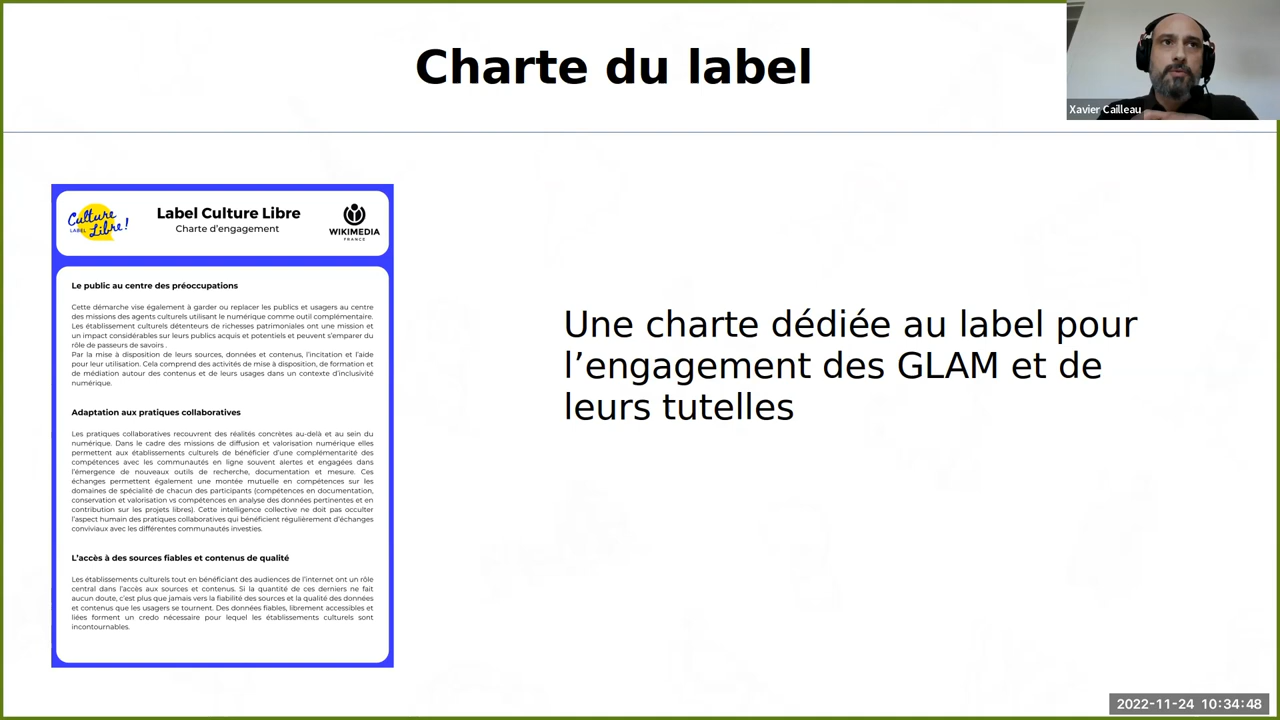 Charte du label
Xavier Cailleau
Culture
LABEL Libre!
Label Culture Libre
Charte d'engagement
WIKIMEDIA
FRANCE
Le public au centre des préoccupations
Cette démarche vise également à garder ou replacer les publics et usagers au centre
des missions des agents culturels utilisant le numérique comme outil complémentaire.
Les établissement culturels détenteurs de richesses patrimoniales ont une mission et
un impact considérables sur leurs publics acquis et potentiels et peuvent s'emparer du
rôle de passeurs de savoirs .
Par la mise à disposition de leurs sources, données et contenus, l'incitation et l'aide
pour leur utilisation. Cela comprend des activités de mise à disposition, de formation et
de médiation autour des contenus et de leurs usages dans un contexte d'inclusivité
numérique.
Adaptation aux pratiques collaboratives
Les pratiques collaboratives recouvrent des réalités concrètes au-delà et au sein du
numérique. Dans le cadre des missions de diffusion et valorisation numérique elles
permettent aux établissements culturels de bénéficier d'une complémentarité des
compétences avec les communautés en ligne souvent alertes et engagées dans
l'émergence de nouveaux outils de recherche, documentation et mesure. Ces
échanges permettent également une montée mutuelle en compétences sur les
domaines de spécialité de chacun des participants (compétences en documentation,
conservation et valorisation vs compétences en analyse des données pertinentes et en
contribution sur les projets libres). Cette intelligence collective ne doit pas occulter
l'aspect humain des pratiques collaboratives qui bénéficient régulièrement d'échanges
conviviaux avec les différentes communautés investies.
L'accès à des sources fiables et contenus de qualité
Les établissements culturels tout en bénéficiant des audiences de l'internet ont un rôle
central dans l'accès aux sources et contenus. Si la quantité de ces derniers ne fait
aucun doute, c'est plus que jamais vers la fiabilité des sources et la qualité des données
et contenus que les usagers se tournent. Des données fiables, librement accessibles et
liées forment un credo nécessaire pour lequel les établissements culturels sont
incontournables.
Une charte dédiée au label pour
l'engagement des GLAM et de
leurs tutelles
2022-11-24 10:34:48